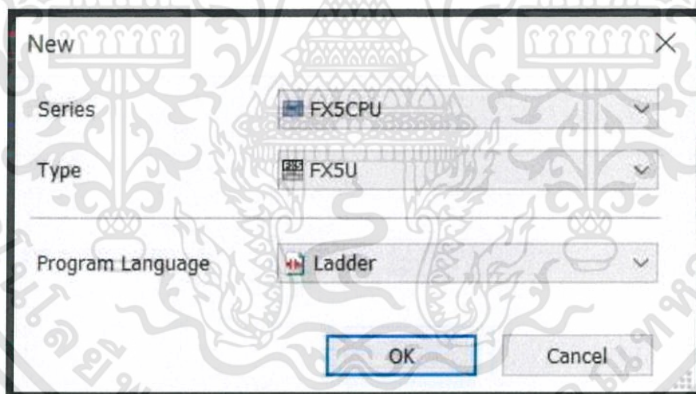 New
Series FX5CPU
Type FX5U
Program Language Ladder
OK Cancel